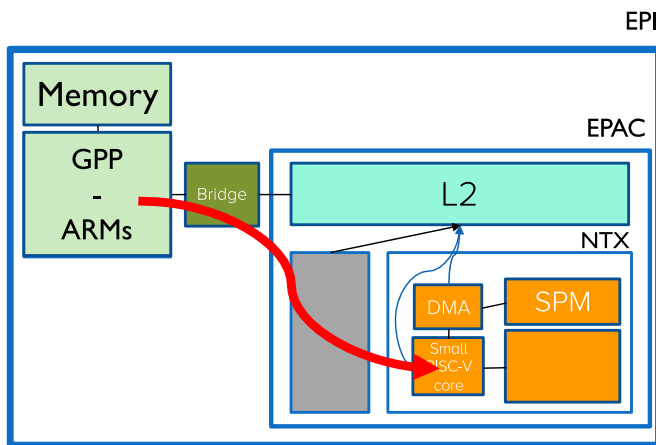 EPI
Memory
EPAC
GPP
-
ARMs
Bridge
L2
NTX
DMA
SPM
Small
core